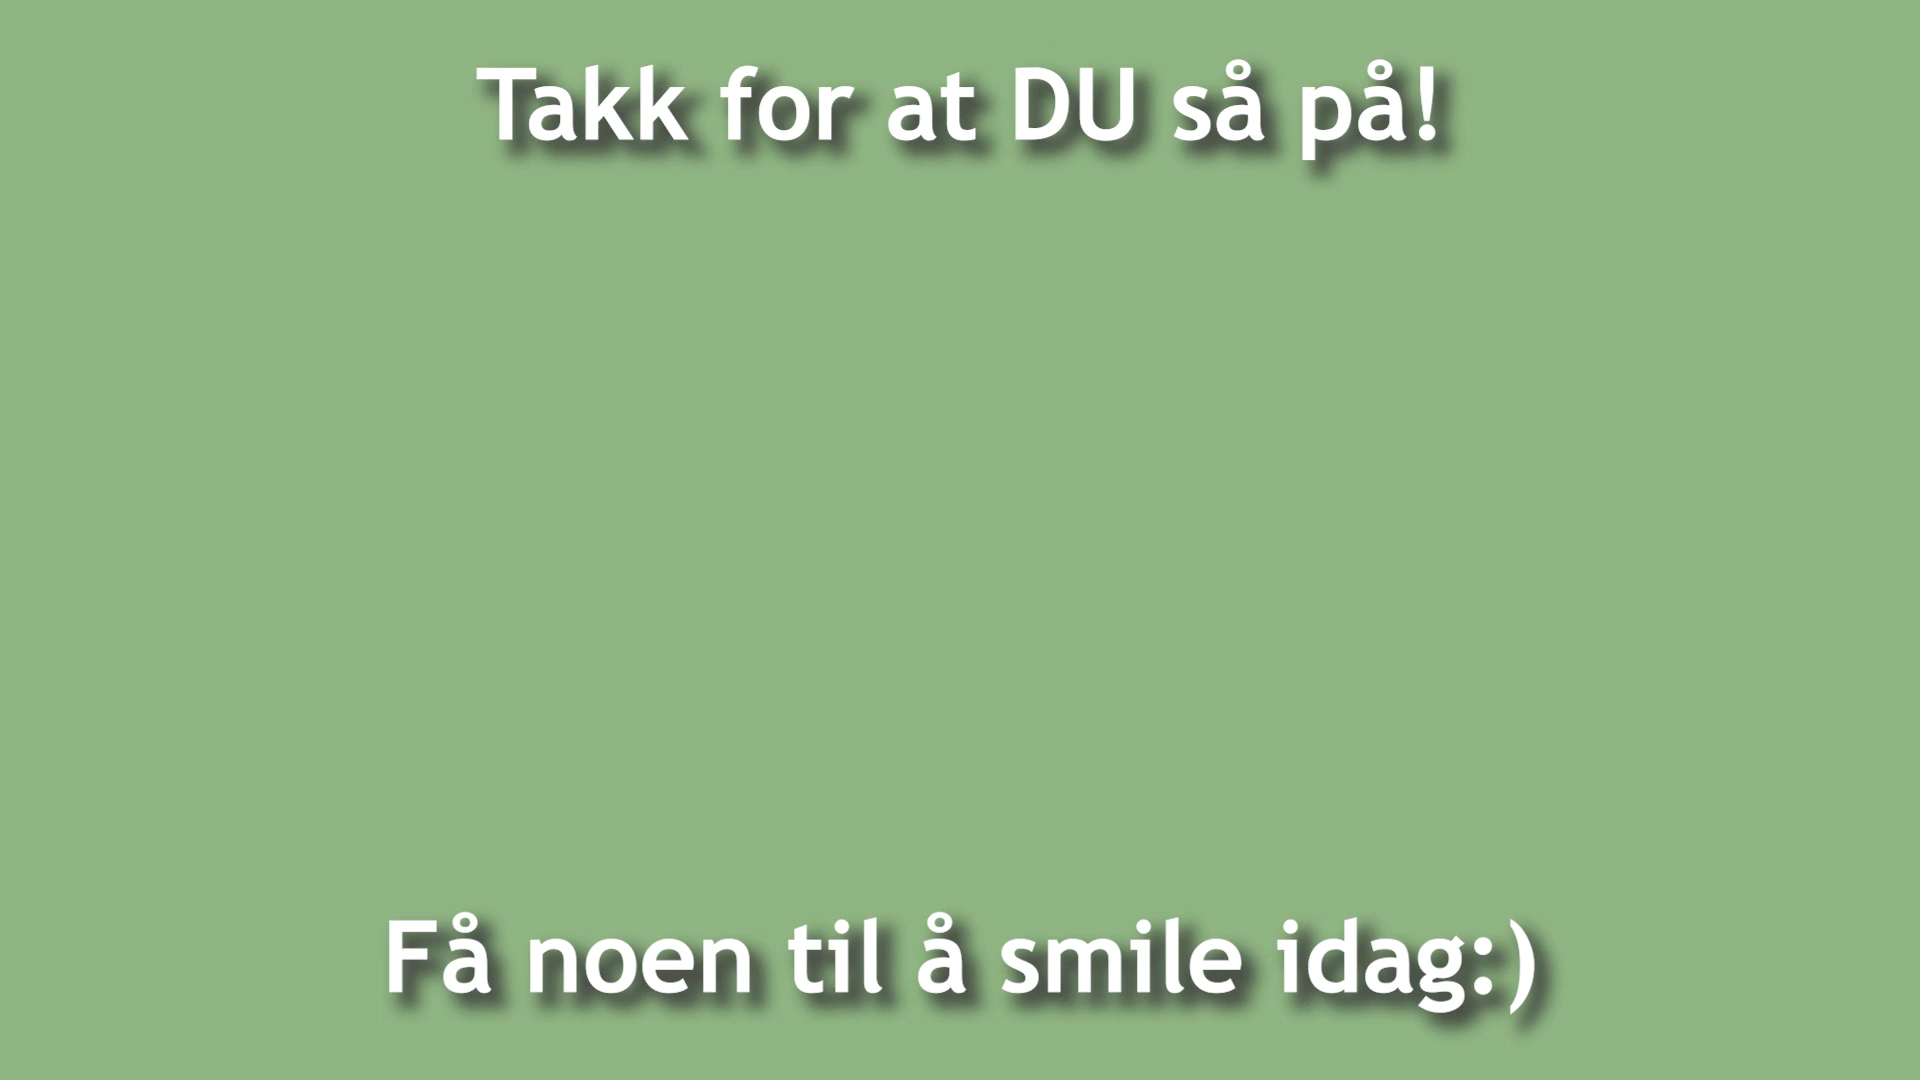 Takk for at DU så på!
Få noen til å smile idag:)